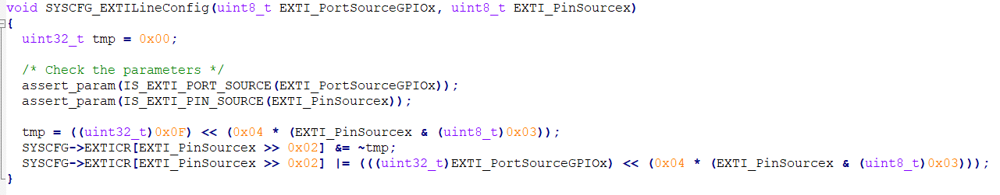 void SYSCFG_EXTILineConfig(uint8_t EXTI_PortSourceGPIOx, uint8_t EXTI_PinSourcex)
{
  uint32_t tmp = 0x00;

  /* Check the parameters */
  assert_param(IS_EXTI_PORT_SOURCE(EXTI_PortSourceGPIOx));
  assert_param(IS_EXTI_PIN_SOURCE(EXTI_PinSourcex));

  tmp = ((uint32_t)0x0F) << (0x04 * (EXTI_PinSourcex & (uint8_t)0x03));
  SYSCFG->EXTICR[EXTI_PinSourcex >> 0x02] &= ~tmp;
  SYSCFG->EXTICR[EXTI_PinSourcex >> 0x02] |= (((uint32_t)EXTI_PortSourceGPIOx) << (0x04 * (EXTI_PinSourcex & (uint8_t)0x03)));
}